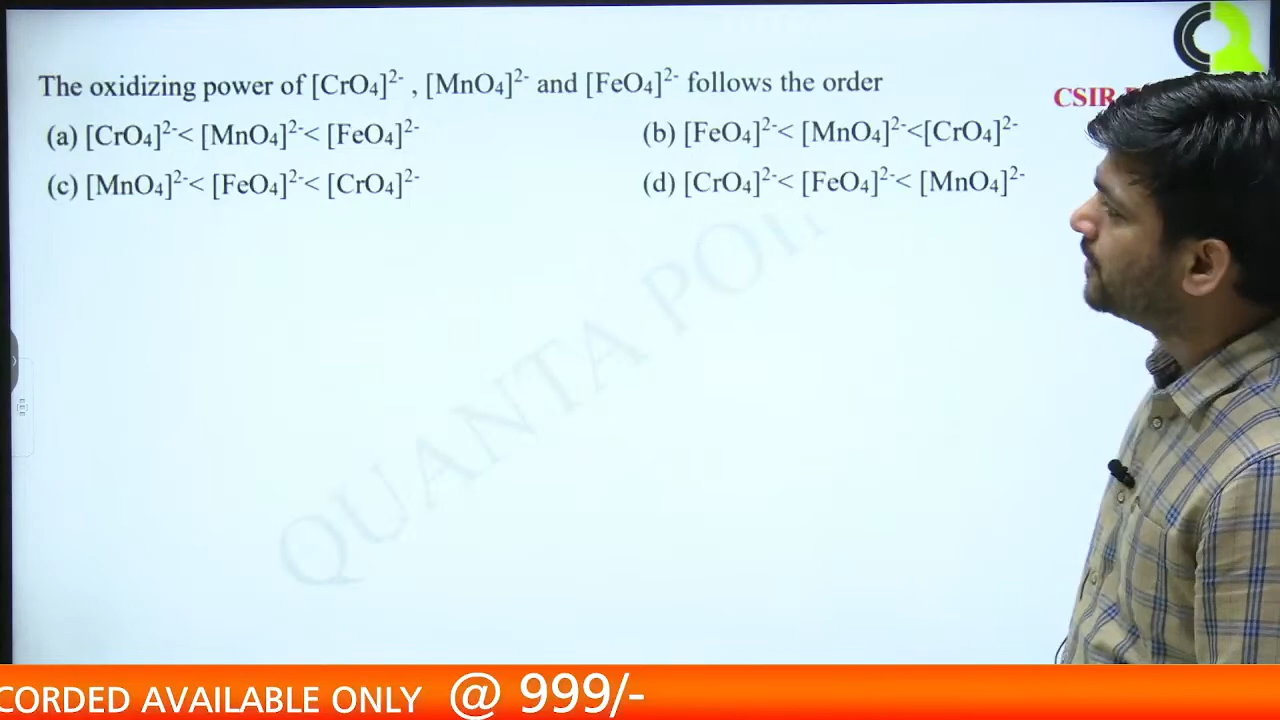 The oxidizing power of [CrO₄]²⁻ , [MnO₄]²⁻ and [FeO₄]²⁻ follows the order
CSIR
(a) [CrO₄]²⁻< [MnO₄]²⁻< [FeO₄]²⁻
(b) [FeO₄]²⁻< [MnO₄]²⁻<[CrO₄]²⁻
(c) [MnO₄]²⁻< [FeO₄]²⁻< [CrO₄]²⁻
(d) [CrO₄]²⁻< [FeO₄]²⁻< [MnO₄]²⁻
QUANTA
CORDED AVAILABLE ONLY @ 999/-